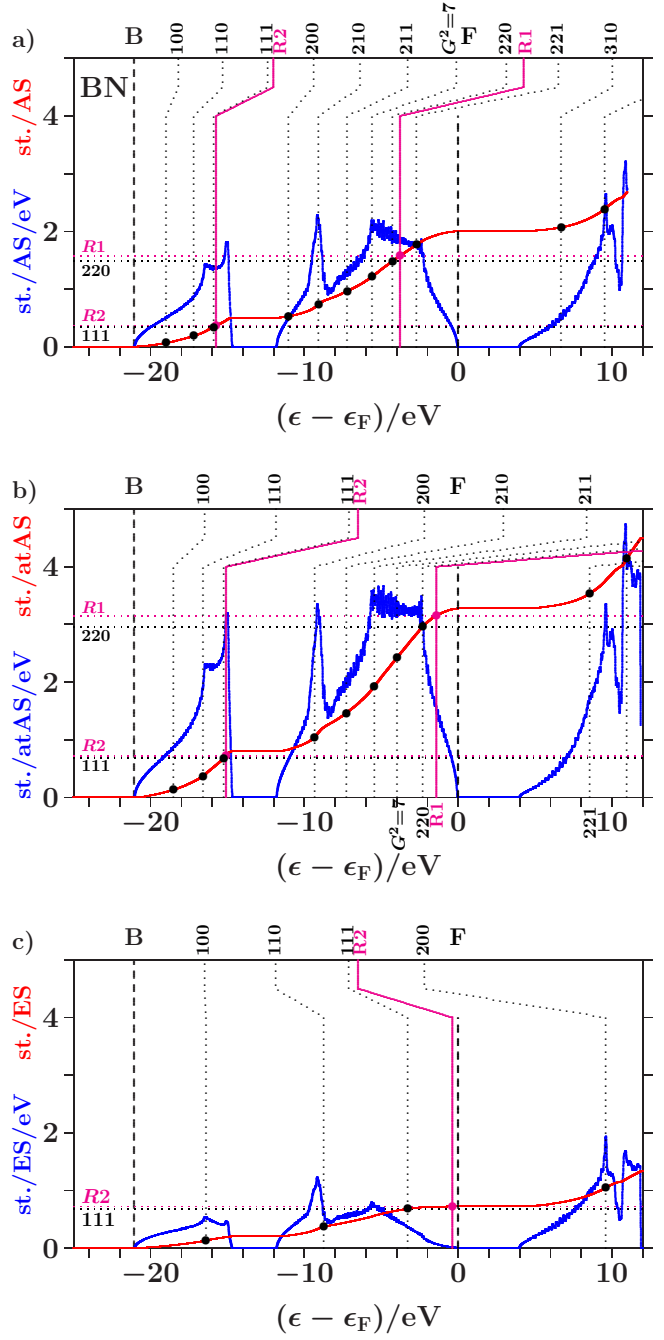 a)
B 100 110 111 R2 200 210 211 G²=7 F 220 R1 221 310
BN
st./AS/eV st./AS
4
2
R1
220
R2
111
0
−20 −10 0 10
(ϵ − ϵF)/eV
b)
B 100 110 111 R2 200 F 210 211
st./atAS/eV st./atAS
4
R1
220
2
R2
111
0
−20 −10 G²=7 220 R1 0 221 10
(ϵ − ϵF)/eV
c)
B 100 110 111 R2 200 F
st./ES/eV st./ES
4
2
R2
111
0
−20 −10 0 10
(ϵ − ϵF)/eV